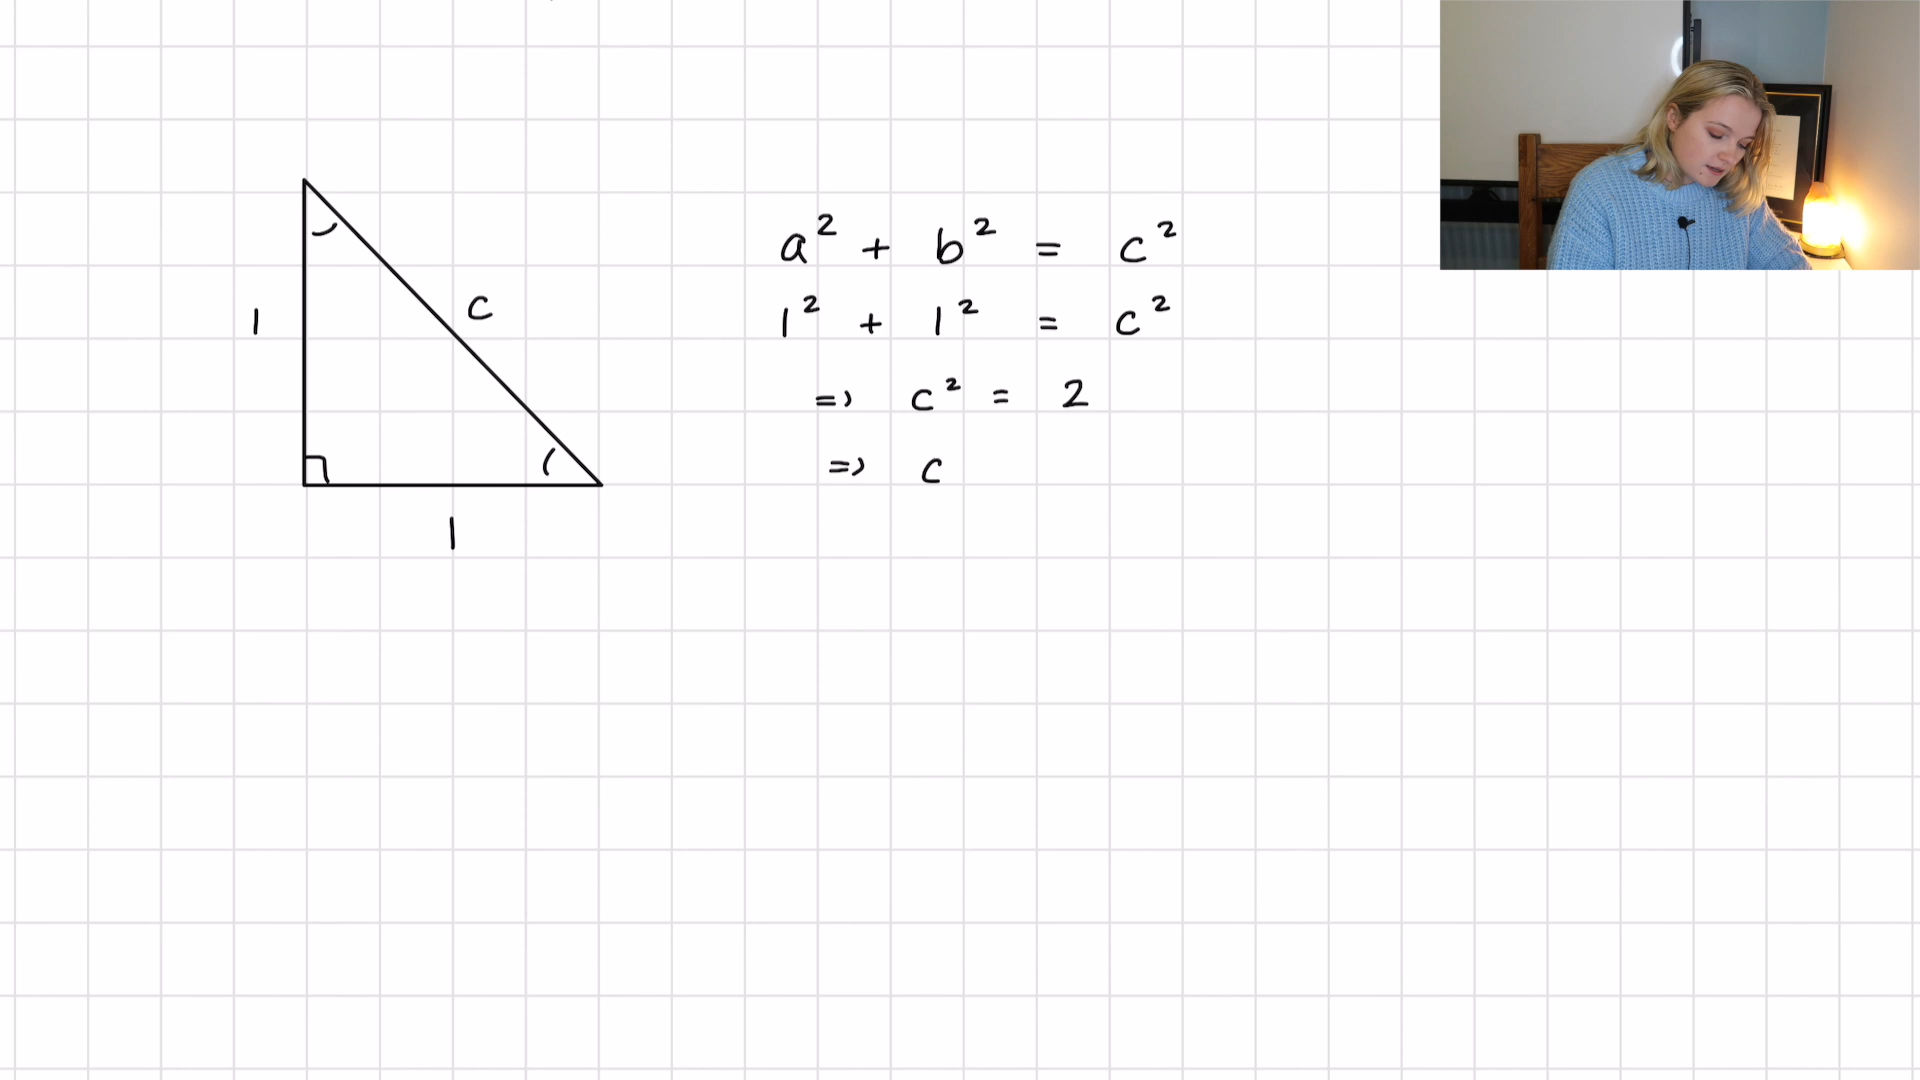 a² + b² = c²
1² + 1² = c²
=> c² = 2
=> c
1
c
1